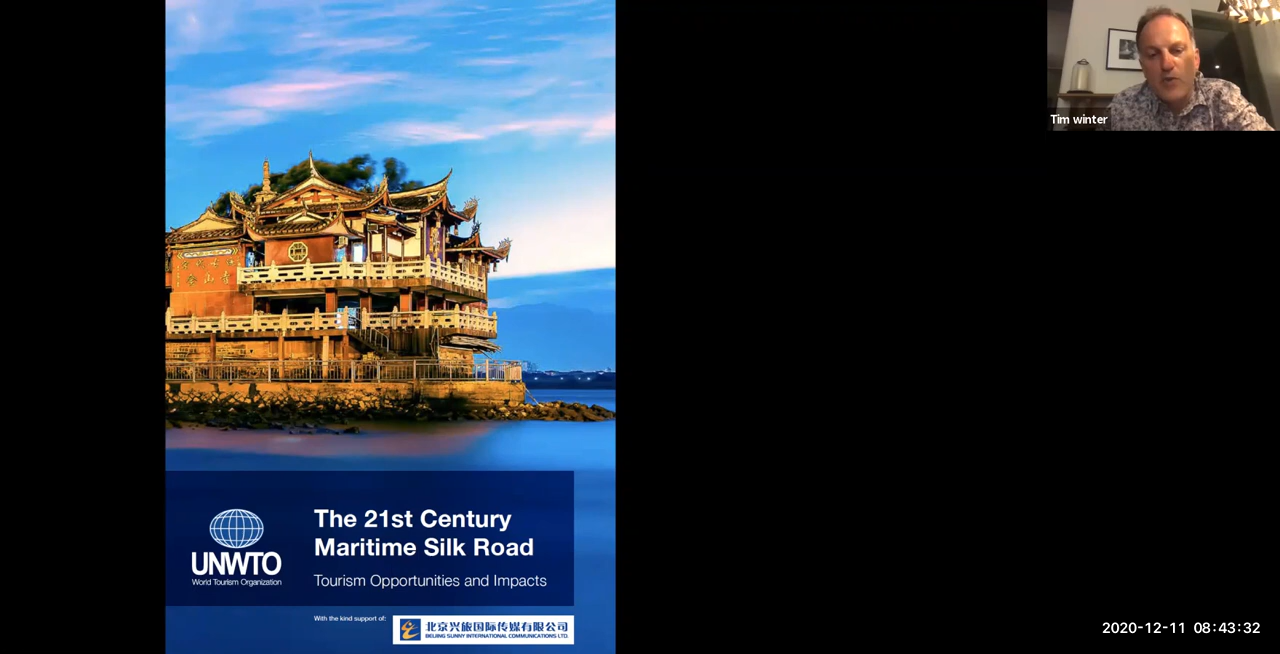 Tim winter
The 21st Century
Maritime Silk Road
Tourism Opportunities and Impacts
UNWTO
World Tourism Organization
With the kind support of:
北京兴旅国际传媒有限公司
BEIJING SUNNY INTERNATIONAL COMMUNICATIONS LTD.
2020-12-11 08:43:32